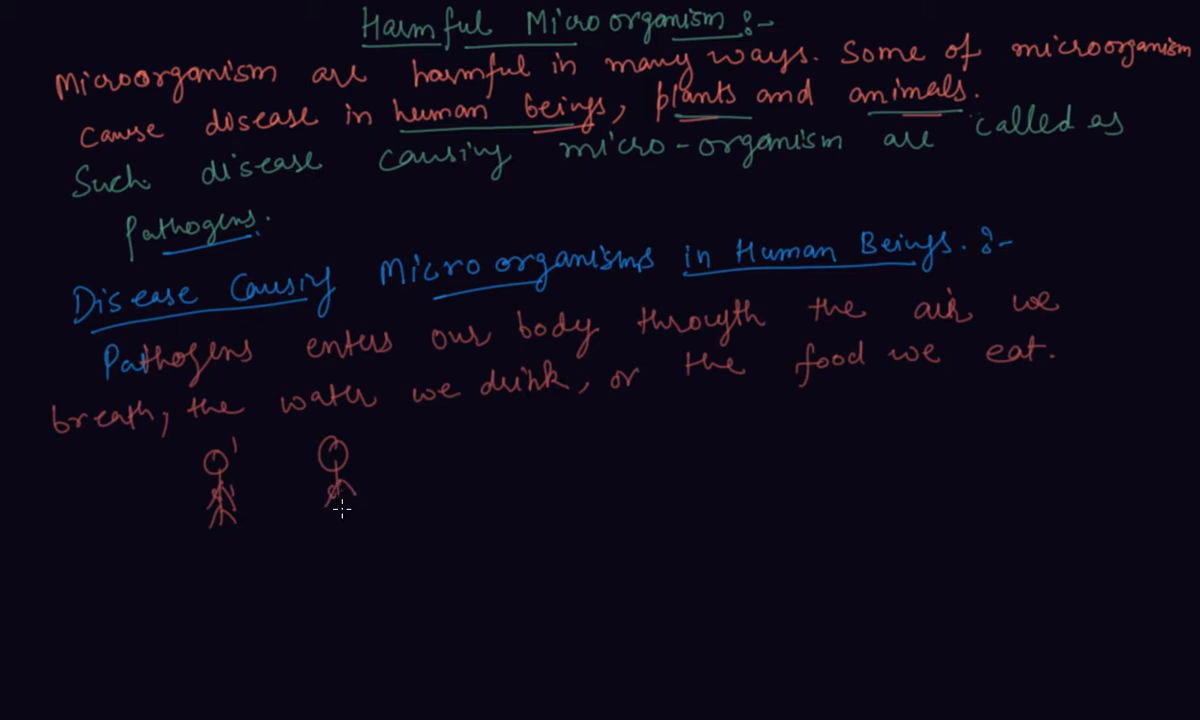 Harmful Microorganism :-
Microorganism are harmful in many ways. Some of microorganism
cause disease in human beings, plants and animals.
Such disease causing micro-organism are called as
Pathogens.
Disease Causing Microorganisms in Human Beings. :-
Pathogens enters our body throught the air we
breath, the water we drink, or the food we eat.